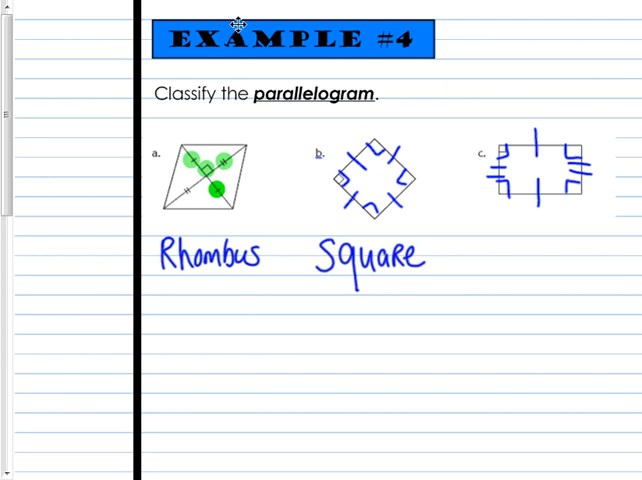 EXAMPLE #4
Classify the parallelogram.
a. b. c.
Rhombus Square